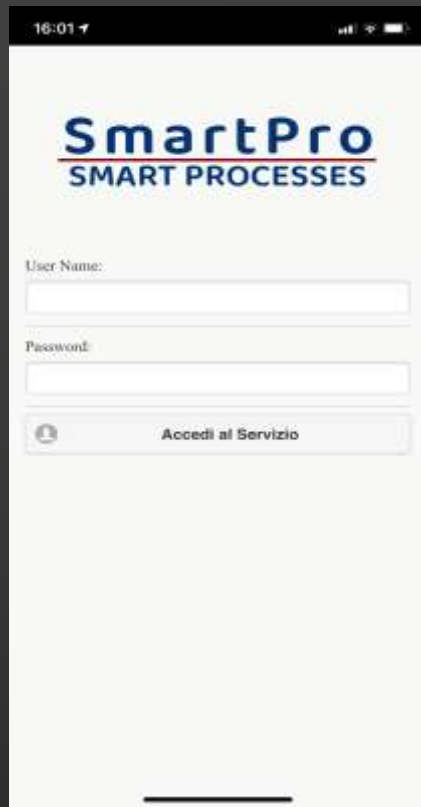 16:01
SmartPro
SMART PROCESSES
User Name:
Password:
Accedi al Servizio